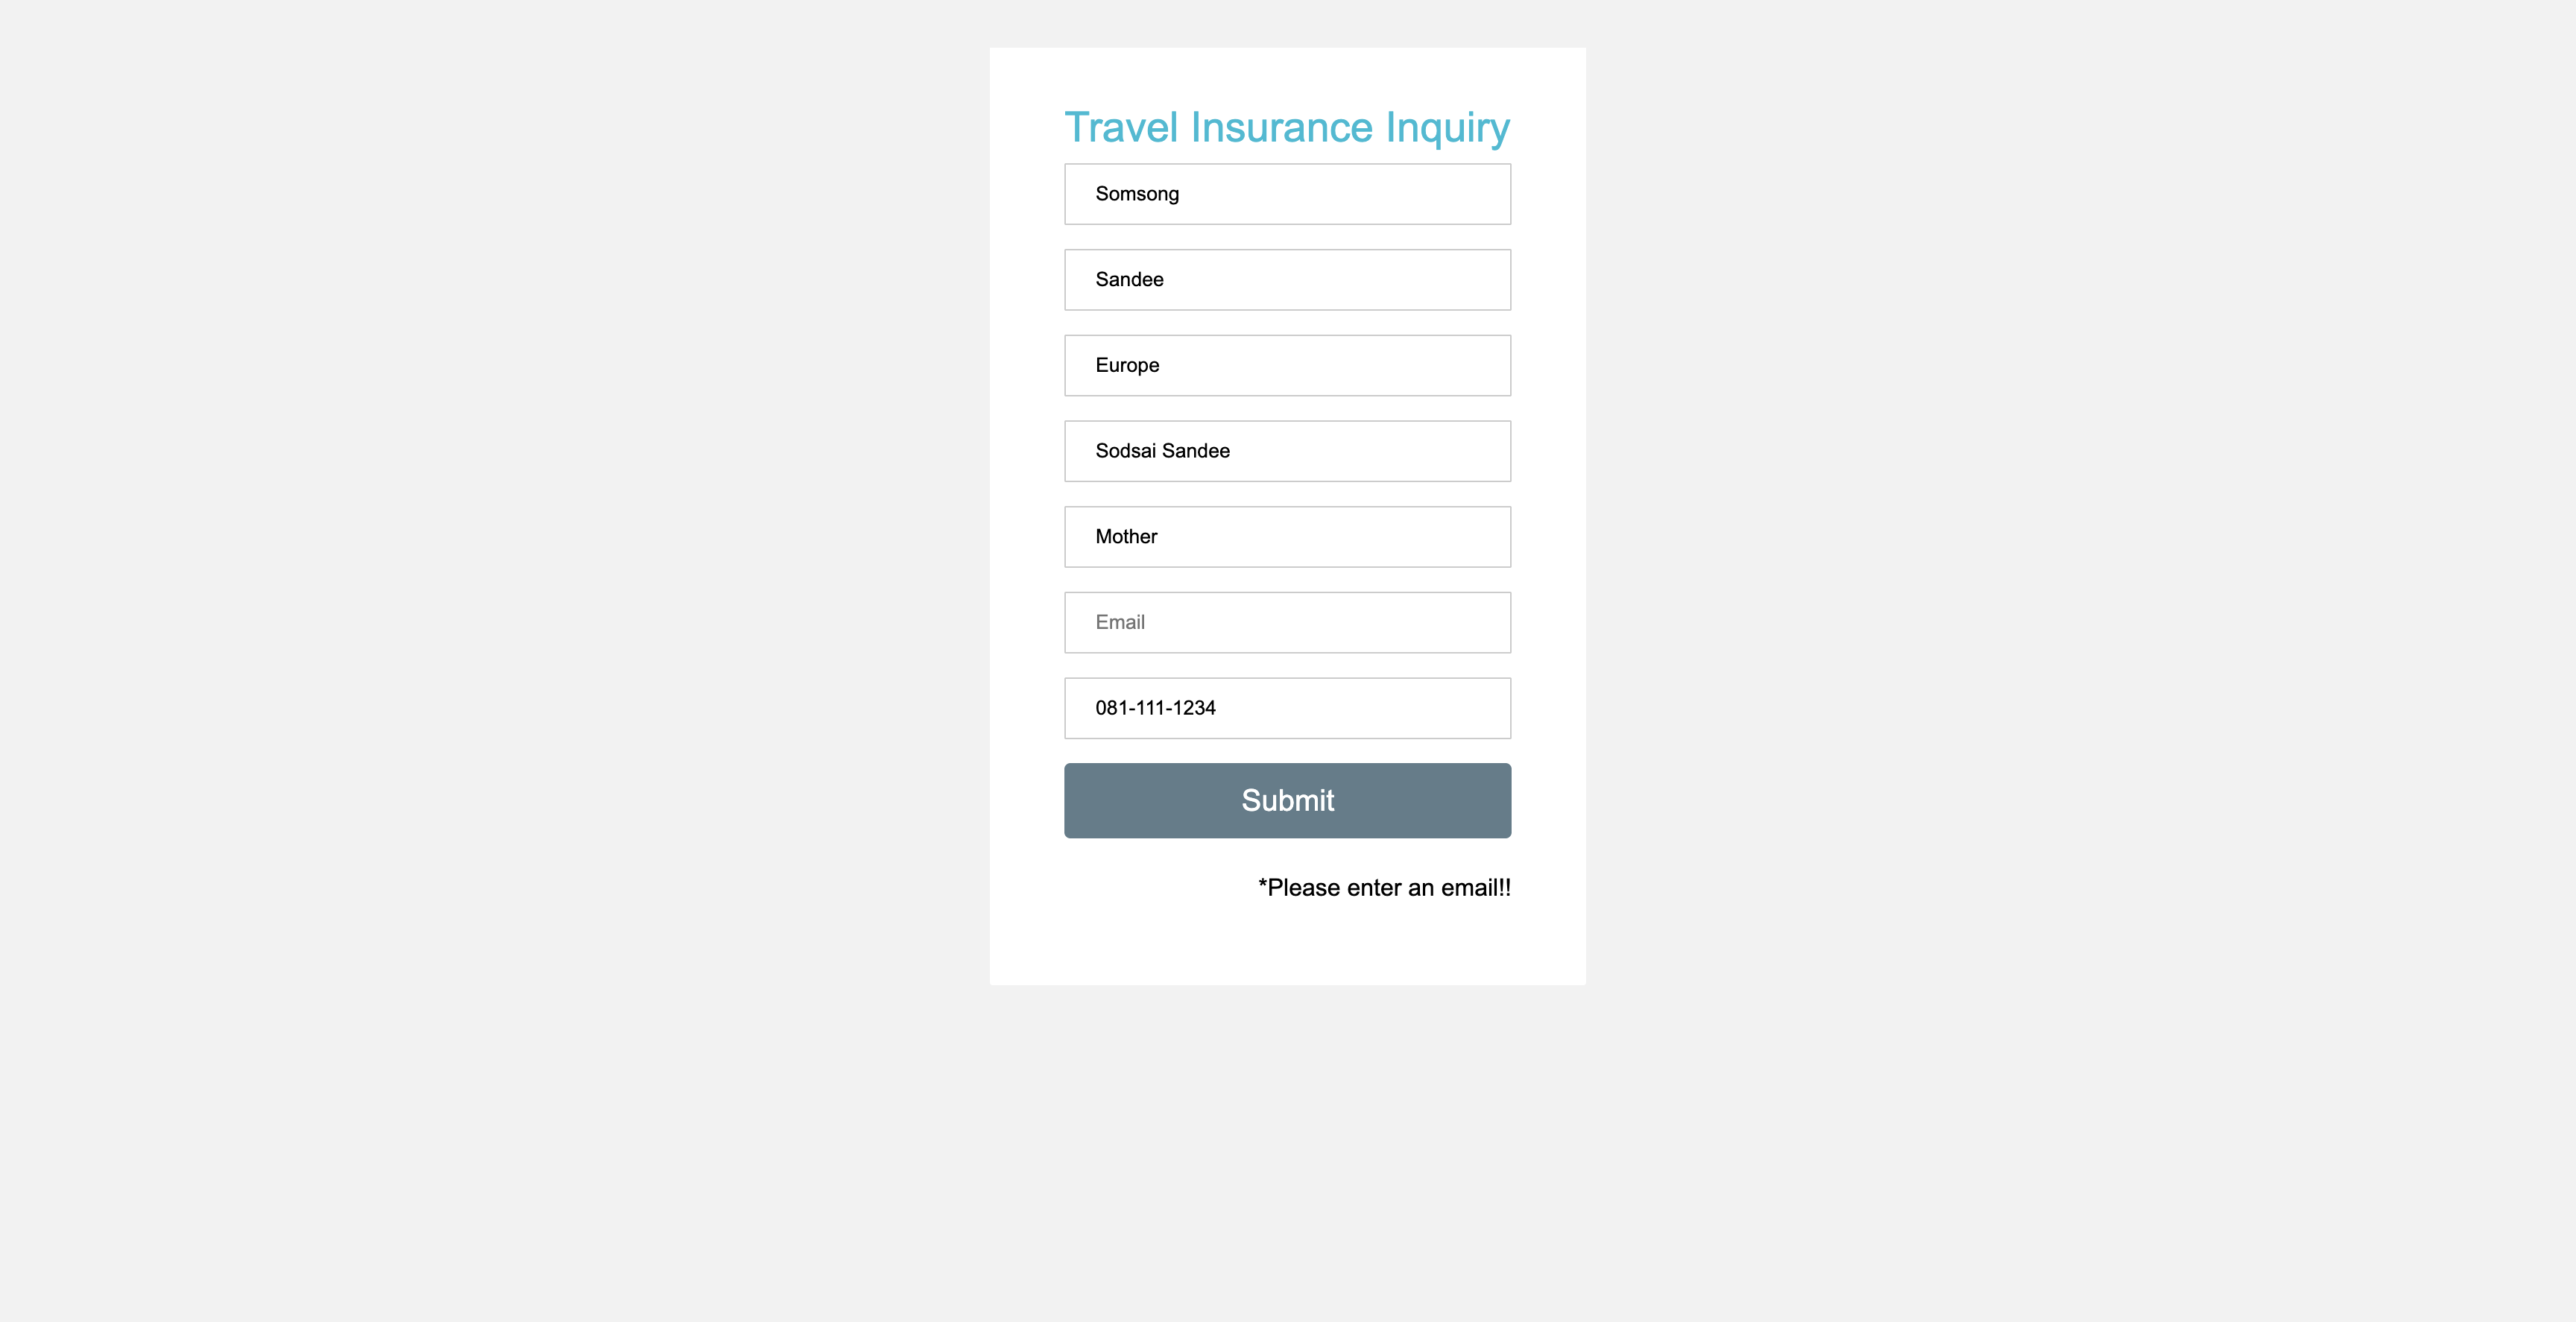 Travel Insurance Inquiry
Somsong
Sandee
Europe
Sodsai Sandee
Mother
Email
081-111-1234
Submit
*Please enter an email!!